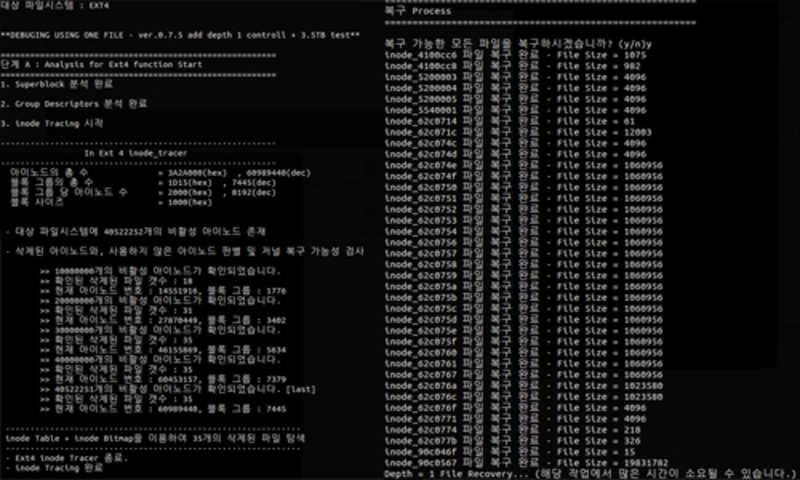 대상 파일시스템 : EXT4
**DEBUGING USING ONE FILE - ver.0.7.5 add depth 1 controll + 3.5TB test**
단계 A : Analysis for Ext4 function Start
1. Superblock 분석 완료
2. Group Descriptors 분석 완료
3. inode Tracing 시작
In Ext 4 inode_tracer
아이노드의 총 수 = 3A2A000(hex) , 60989440(dec)
블록 그룹의 총 수 = 1D15(hex) , 7445(dec)
블록 그룹 당 아이노드 수 = 2000(hex) , 8192(dec)
블록 사이즈 = 1000(hex)
- 대상 파일시스템에 40522252개의 비활성 아이노드 존재
- 삭제된 아이노드와, 사용하지 않은 아이노드 판별 및 저널 복구 가능성 검사
>> 10000000개의 비활성 아이노드가 확인되었습니다.
>> 확인된 삭제된 파일 갯수 : 18
>> 현재 아이노드 번호 : 14551916, 블록 그룹 : 1776
>> 20000000개의 비활성 아이노드가 확인되었습니다.
>> 확인된 삭제된 파일 갯수 : 31
>> 현재 아이노드 번호 : 27870449, 블록 그룹 : 3402
>> 30000000개의 비활성 아이노드가 확인되었습니다.
>> 확인된 삭제된 파일 갯수 : 35
>> 현재 아이노드 번호 : 46155869, 블록 그룹 : 5634
>> 40000000개의 비활성 아이노드가 확인되었습니다.
>> 확인된 삭제된 파일 갯수 : 35
>> 현재 아이노드 번호 : 60453157, 블록 그룹 : 7379
>> 40522251개의 비활성 아이노드가 확인되었습니다. [last]
>> 확인된 삭제된 파일 갯수 : 35
>> 현재 아이노드 번호 : 60989440, 블록 그룹 : 7445
inode Table + inode Bitmap을 이용하여 35개의 삭제된 파일 탐색
- Ext4 inode Tracer 종료.
- inode Tracing 완료
복구 Process
복구 가능한 모든 파일을 복구하시겠습니까? (y/n)y
inode_4100cc6 파일 복구 완료 - File Size = 1075
inode_4100cc8 파일 복구 완료 - File Size = 982
inode_5200003 파일 복구 완료 - File Size = 4096
inode_5200004 파일 복구 완료 - File Size = 4096
inode_5200005 파일 복구 완료 - File Size = 4096
inode_5540001 파일 복구 완료 - File Size = 4096
inode_62c0714 파일 복구 완료 - File Size = 61
inode_62c071c 파일 복구 완료 - File Size = 12003
inode_62c074c 파일 복구 완료 - File Size = 4096
inode_62c074d 파일 복구 완료 - File Size = 4096
inode_62c074e 파일 복구 완료 - File Size = 1060956
inode_62c074f 파일 복구 완료 - File Size = 1060956
inode_62c0750 파일 복구 완료 - File Size = 1060956
inode_62c0751 파일 복구 완료 - File Size = 1060956
inode_62c0752 파일 복구 완료 - File Size = 1060956
inode_62c0753 파일 복구 완료 - File Size = 1060956
inode_62c0754 파일 복구 완료 - File Size = 1060956
inode_62c0756 파일 복구 완료 - File Size = 1060956
inode_62c0757 파일 복구 완료 - File Size = 1060956
inode_62c0758 파일 복구 완료 - File Size = 1060956
inode_62c0759 파일 복구 완료 - File Size = 1060956
inode_62c075a 파일 복구 완료 - File Size = 1060956
inode_62c075b 파일 복구 완료 - File Size = 1060956
inode_62c075c 파일 복구 완료 - File Size = 1060956
inode_62c075d 파일 복구 완료 - File Size = 1060956
inode_62c075e 파일 복구 완료 - File Size = 1060956
inode_62c075f 파일 복구 완료 - File Size = 1060956
inode_62c0760 파일 복구 완료 - File Size = 1060956
inode_62c0761 파일 복구 완료 - File Size = 1060956
inode_62c0767 파일 복구 완료 - File Size = 1060956
inode_62c076a 파일 복구 완료 - File Size = 1023580
inode_62c076c 파일 복구 완료 - File Size = 1023580
inode_62c076f 파일 복구 완료 - File Size = 4096
inode_62c0771 파일 복구 완료 - File Size = 4096
inode_62c0774 파일 복구 완료 - File Size = 218
inode_62c077b 파일 복구 완료 - File Size = 326
inode_90c046f 파일 복구 완료 - File Size = 15
inode_90c0567 파일 복구 완료 - File Size = 19831782
Depth = 1 File Recovery... (해당 작업에서 많은 시간이 소요될 수 있습니다.)